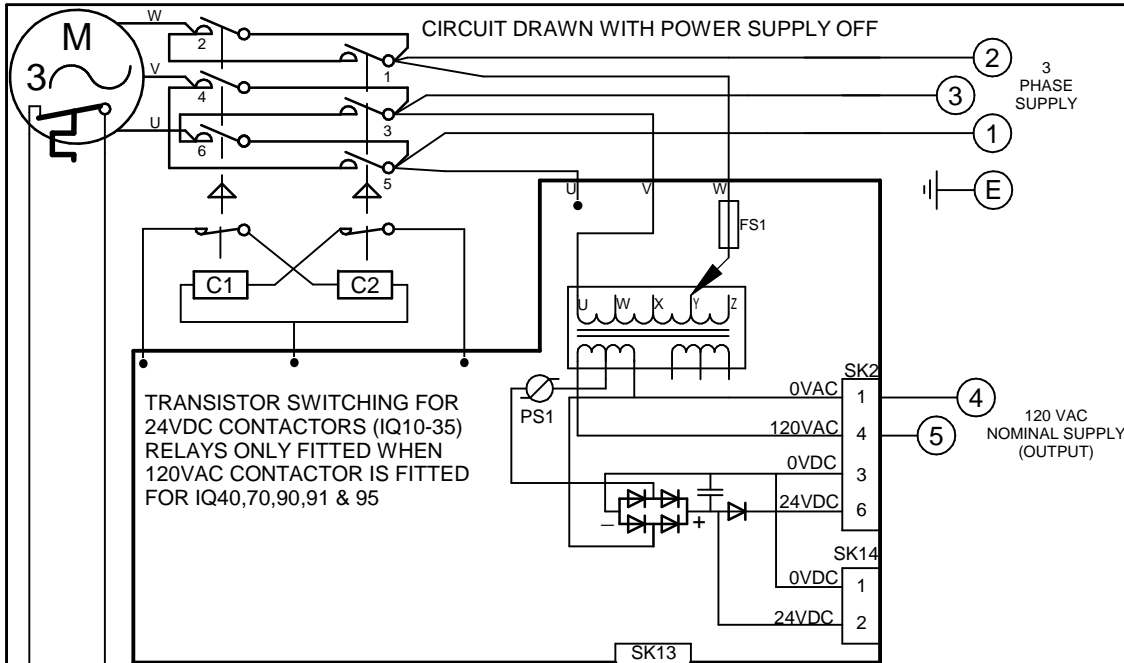 CIRCUIT DRAWN WITH POWER SUPPLY OFF
W
M
3
V
U
2
1
4
3
6
5
2
3
1
E
3
PHASE
SUPPLY
U
V
W
FS1
C1
C2
U
W
X
Y
Z
TRANSISTOR SWITCHING FOR
24VDC CONTACTORS (IQ10-35)
RELAYS ONLY FITTED WHEN
120VAC CONTACTOR IS FITTED
FOR IQ40,70,90,91 & 95
PS1
SK2
0VAC 1
120VAC 4
0VDC 3
24VDC 6
4
5
120 VAC
NOMINAL SUPPLY
(OUTPUT)
− +
SK14
0VDC 1
24VDC 2
SK13